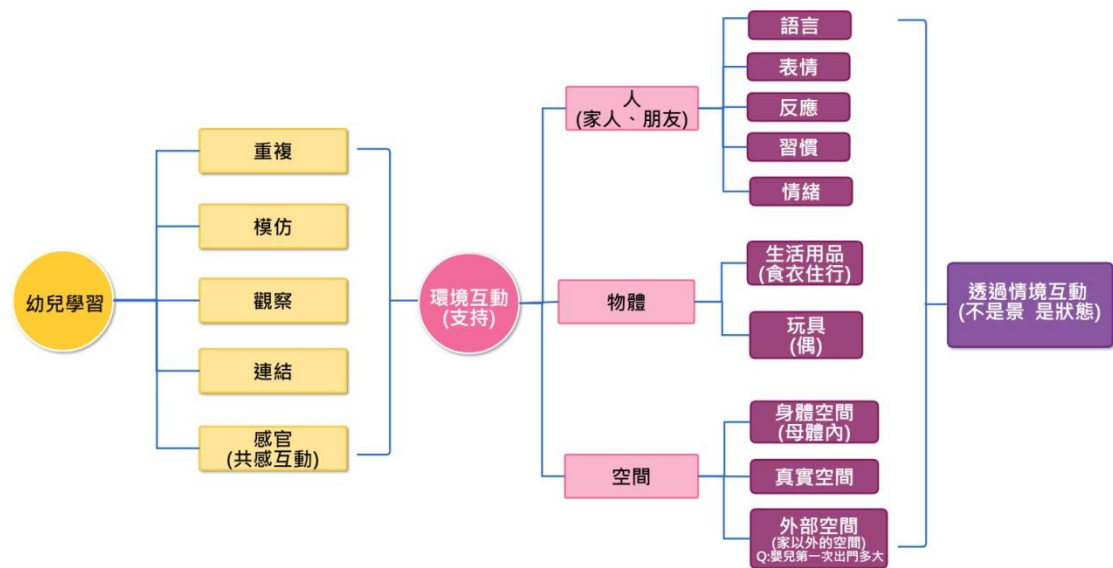 幼兒學習
重複
模仿
觀察
連結
感官
(共感互動)
環境互動
(支持)
人
(家人、朋友)
語言
表情
反應
習慣
情緒
物體
生活用品
(食衣住行)
玩具
(偶)
空間
身體空間
(母體內)
真實空間
外部空間
(家以外的空間)
Q:嬰兒第一次出門多大
透過情境互動
(不是景 是狀態)